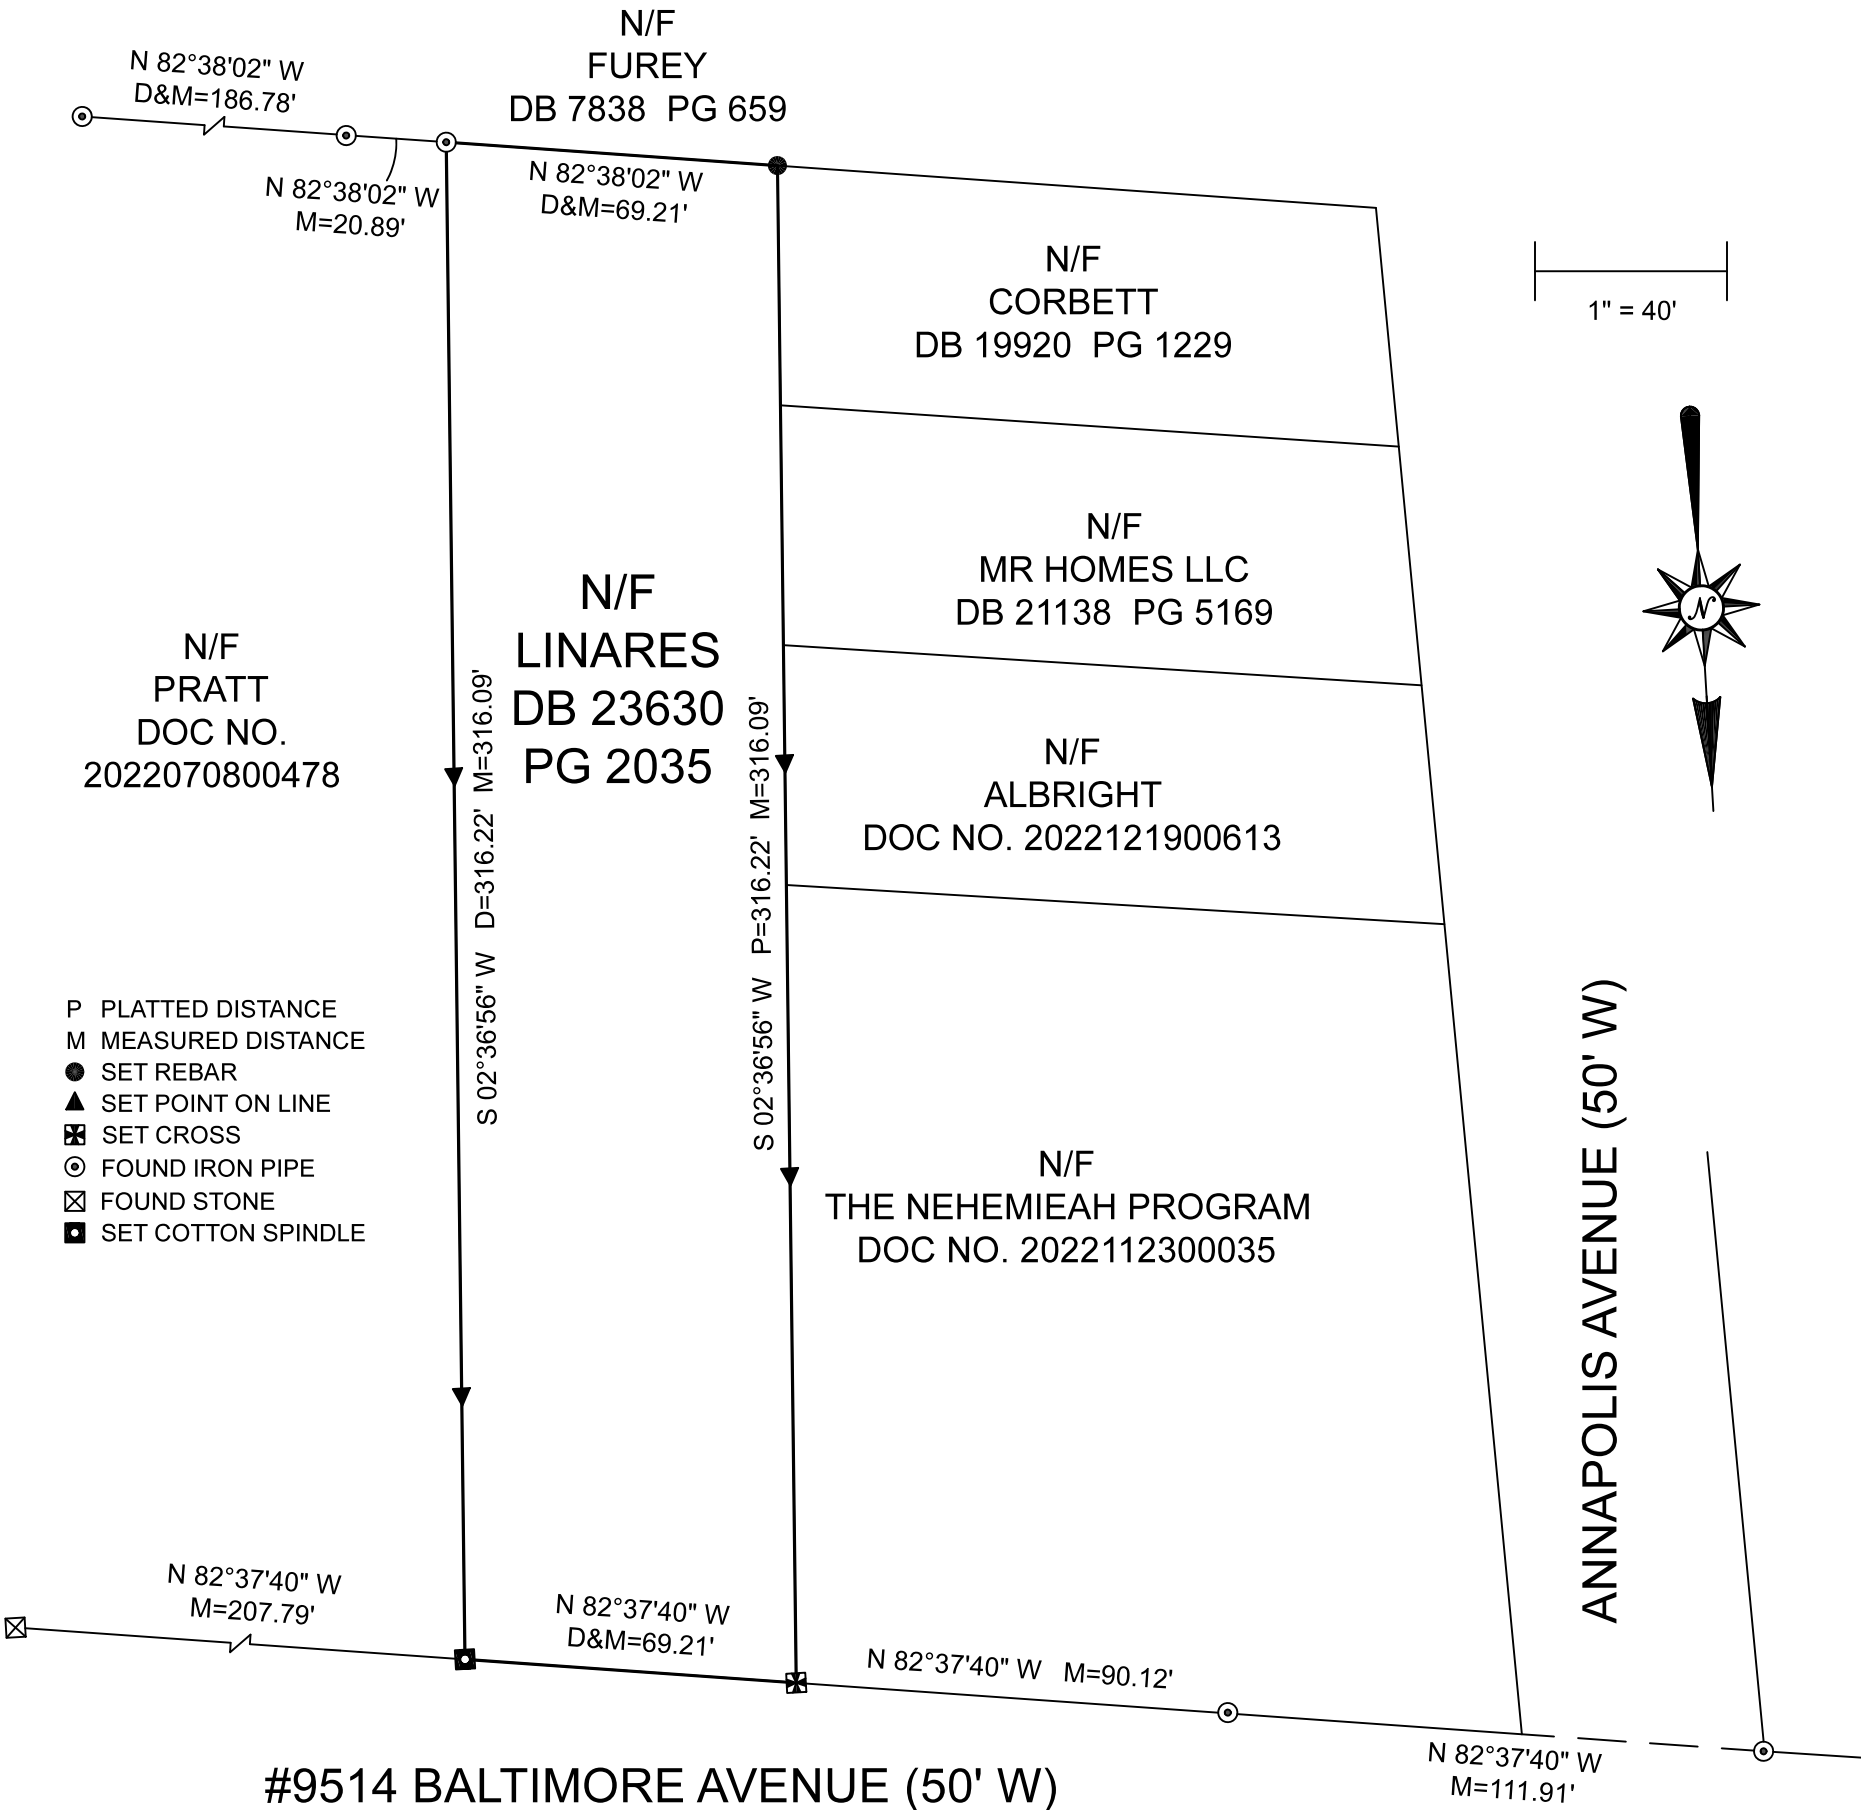 N/F
FUREY
DB 7838 PG 659
N 82°38'02" W
D&M=186.78'
N 82°38'02" W
M=20.89'
N 82°38'02" W
D&M=69.21'
N/F
CORBETT
DB 19920 PG 1229
1" = 40'
N/F
MR HOMES LLC
DB 21138 PG 5169
N
N/F
PRATT
DOC NO.
2022070800478
S 02°36'56" W D=316.22' M=316.09'
N/F
LINARES
DB 23630
PG 2035
S 02°36'56" W P=316.22' M=316.09'
N/F
ALBRIGHT
DOC NO. 2022121900613
P PLATTED DISTANCE
M MEASURED DISTANCE
SET REBAR
SET POINT ON LINE
SET CROSS
FOUND IRON PIPE
FOUND STONE
SET COTTON SPINDLE
N/F
THE NEHEMIEAH PROGRAM
DOC NO. 2022112300035
ANNAPOLIS AVENUE (50' W)
N 82°37'40" W
M=207.79'
N 82°37'40" W
D&M=69.21'
N 82°37'40" W M=90.12'
N 82°37'40" W
M=111.91'
#9514 BALTIMORE AVENUE (50' W)